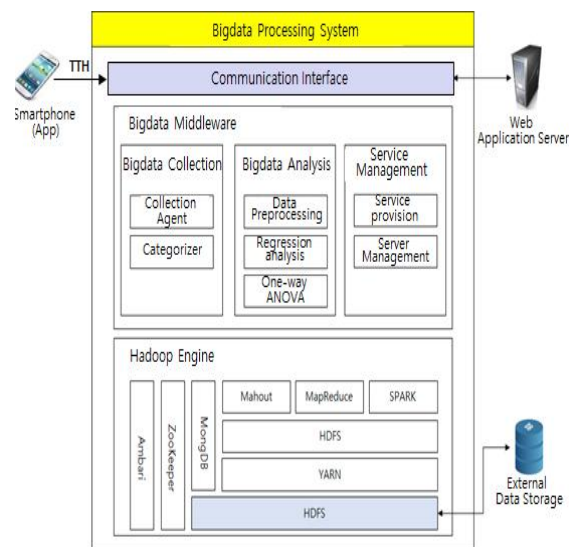 Bigdata Processing System
TTH
Communication Interface
Smartphone
(App)
Web
Application Server
Bigdata Middleware
Bigdata Collection
Collection
Agent
Categorizer
Bigdata Analysis
Data
Preprocessing
Regression
analysis
One-way
ANOVA
Service
Management
Service
provision
Server
Management
Hadoop Engine
Ambari
ZooKeeper
MongDB
Mahout
MapReduce
SPARK
HDFS
YARN
HDFS
External
Data Storage